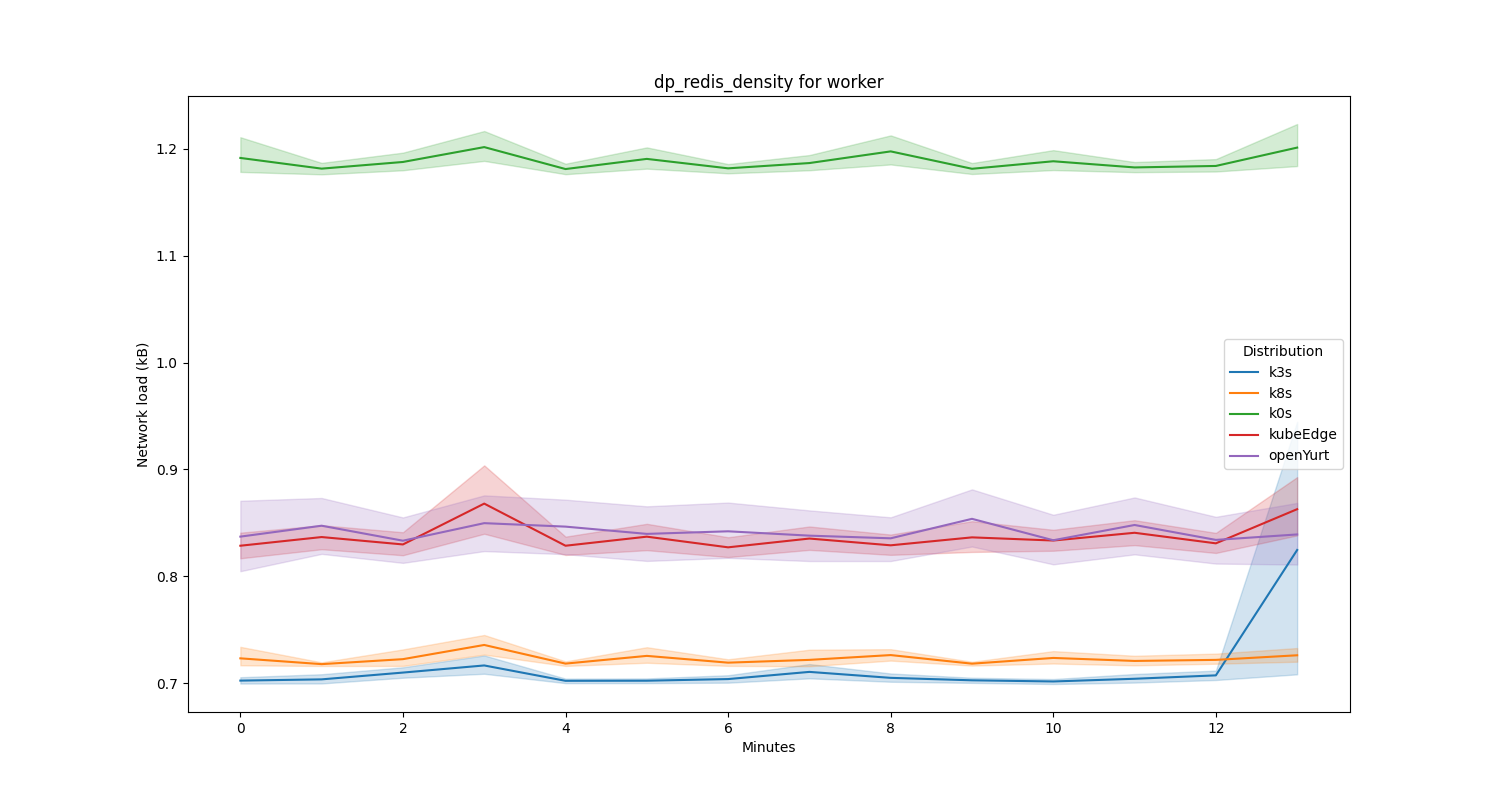 dp_redis_density for worker
Network load (kB)
1.2
1.1
1.0
0.9
0.8
0.7
Distribution
k3s
k8s
k0s
kubeEdge
openYurt
0 2 4 6 8 10 12
Minutes